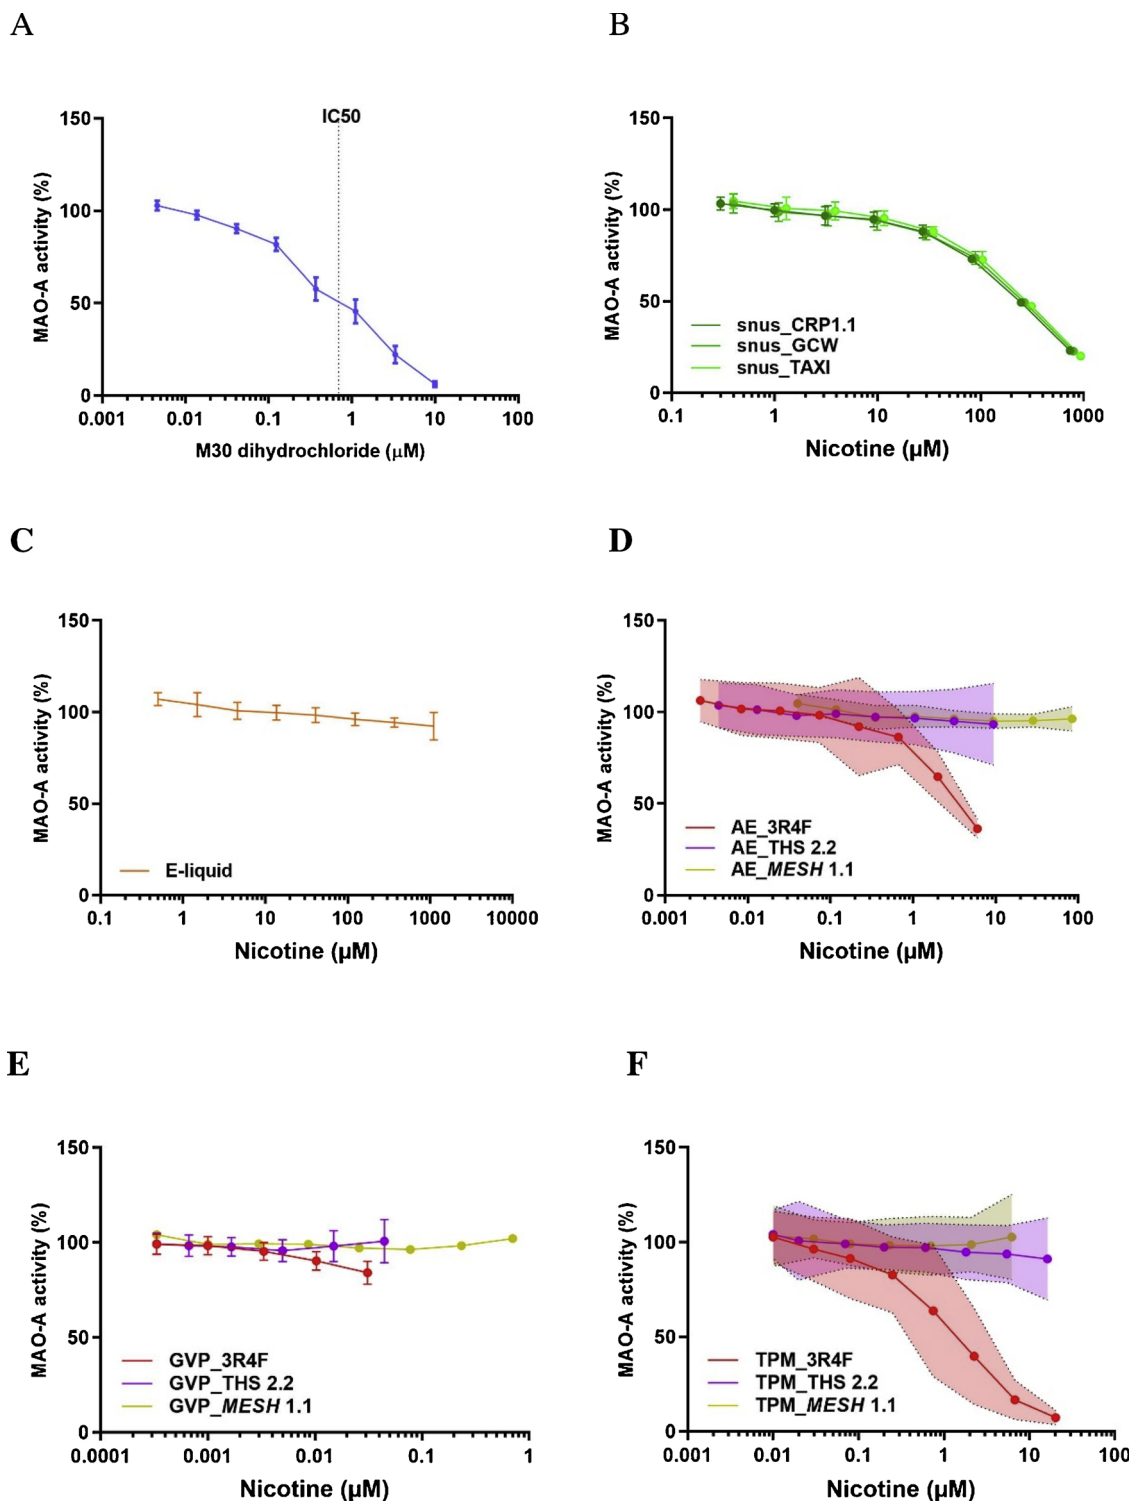 A
B
150
100
50
0
MAO-A activity (%)
IC50
0.001 0.01 0.1 1 10 100
M30 dihydrochloride (µM)
150
100
50
0
MAO-A activity (%)
snus_CRP1.1
snus_GCW
snus_TAXI
0.1 1 10 100 1000
Nicotine (µM)
C
D
150
100
50
0
MAO-A activity (%)
E-liquid
0.1 1 10 100 1000 10000
Nicotine (µM)
150
100
50
0
MAO-A activity (%)
AE_3R4F
AE_THS 2.2
AE_MESH 1.1
0.001 0.01 0.1 1 10 100
Nicotine (µM)
E
F
150
100
50
0
MAO-A activity (%)
GVP_3R4F
GVP_THS 2.2
GVP_MESH 1.1
0.0001 0.001 0.01 0.1 1
Nicotine (µM)
150
100
50
0
MAO-A activity (%)
TPM_3R4F
TPM_THS 2.2
TPM_MESH 1.1
0.001 0.01 0.1 1 10 100
Nicotine (µM)